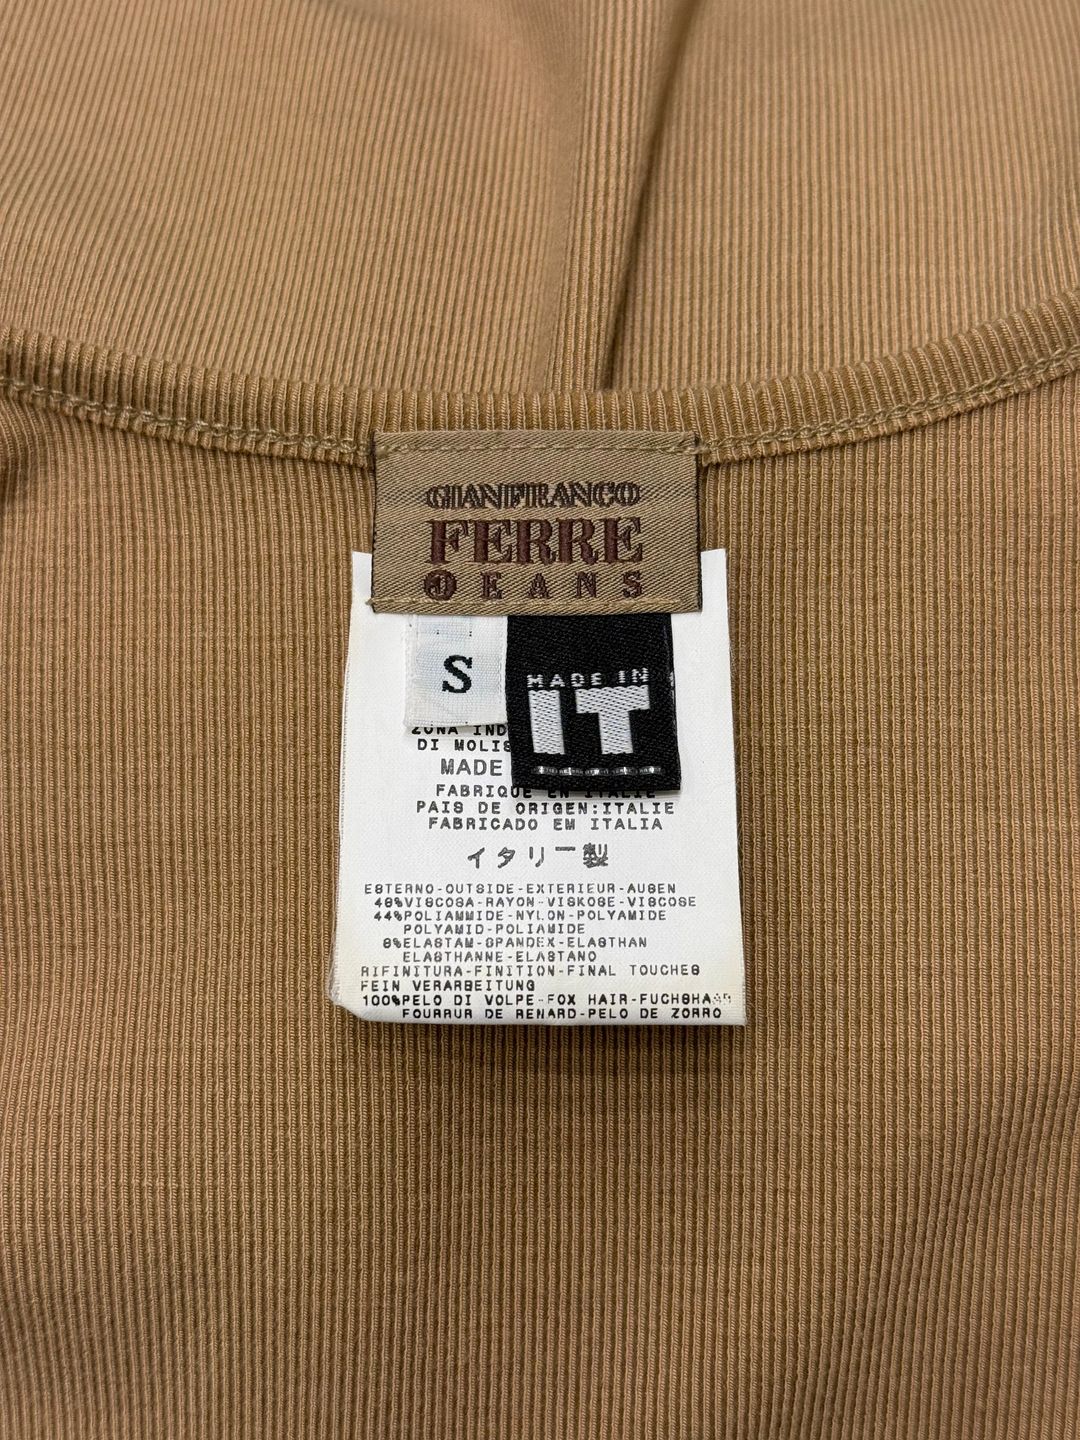 GIANFRANCO
FERRE
JEANS
S
MADE IN
IT
ZONA IND
DI MOLIS
MADE
FABRIQUE EN ITALIE
PAIS DE ORIGEN:ITALIE
FABRICADO EM ITALIA
イタリー製
ESTERNO-OUTSIDE-EXTERIEUR-AUSEN
48%VISCOSA-RAYON-VISKOSE-VISCOSE
44%POLIAMMIDE-NYLON-POLYAMIDE
POLYAMID-POLIAMIDE
8%ELASTAM-SPANDEX-ELASTHAN
ELASTHANNE-ELASTANO
RIFINITURA-FINITION-FINAL TOUCHES
FEIN VERARBEITUNG
100%PELO DI VOLPE-FOX HAIR-FUCHSHAAR
FOURRUR DE RENARD-PELO DE ZORRO